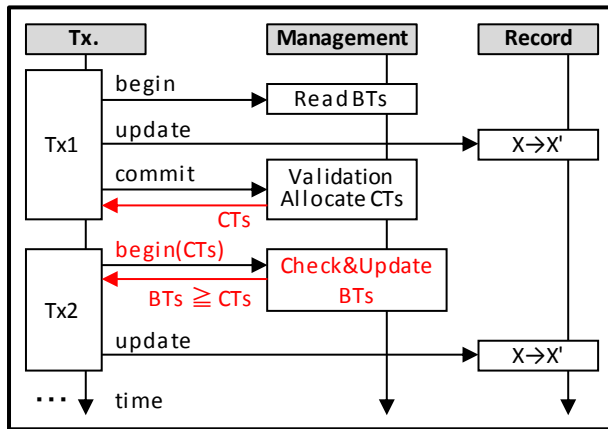 Tx. Management Record
begin
Read BTs
Tx1
update
X→X'
commit
Validation
Allocate CTs
CTs
begin(CTs)
Check&Update
BTs
BTs ≧ CTs
Tx2
update
X→X'
... time